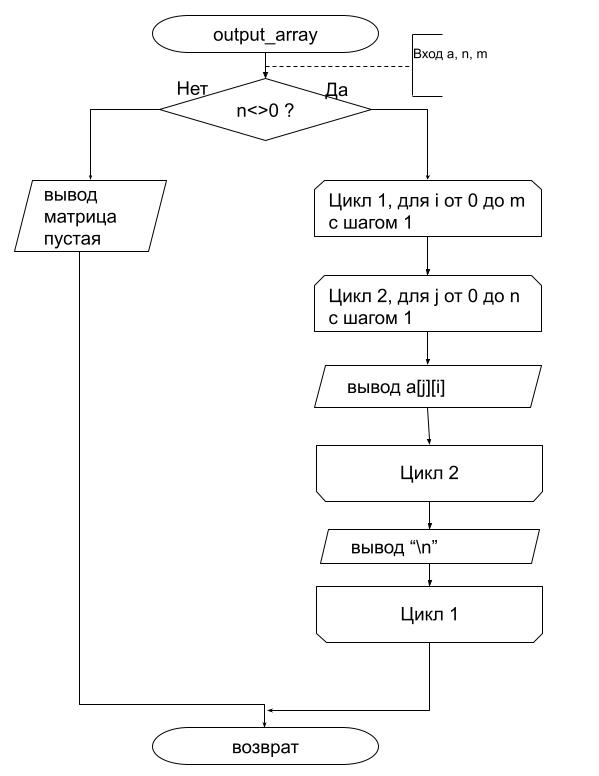 output_array
Вход a, n, m
Нет
Да
n<>0 ?
вывод
матрица
пустая
Цикл 1, для i от 0 до m
с шагом 1
Цикл 2, для j от 0 до n
с шагом 1
вывод a[j][i]
Цикл 2
вывод “\n”
Цикл 1
возврат